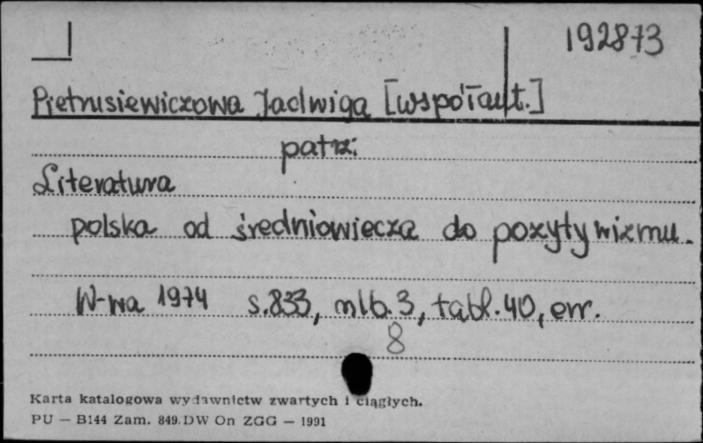 192873
Pietrusiewiczowa Jadwiga [współaut.]
patrz:
Literatura
polska od średniowiecza do pozytywizmu.
W-wa 1974 s.833, nlb.3, tabl.40, err.
8
Karta katalogowa wydawnictw zwartych i ciągłych.
PU — B144 Zam. 849. DW On ZGG — 1991